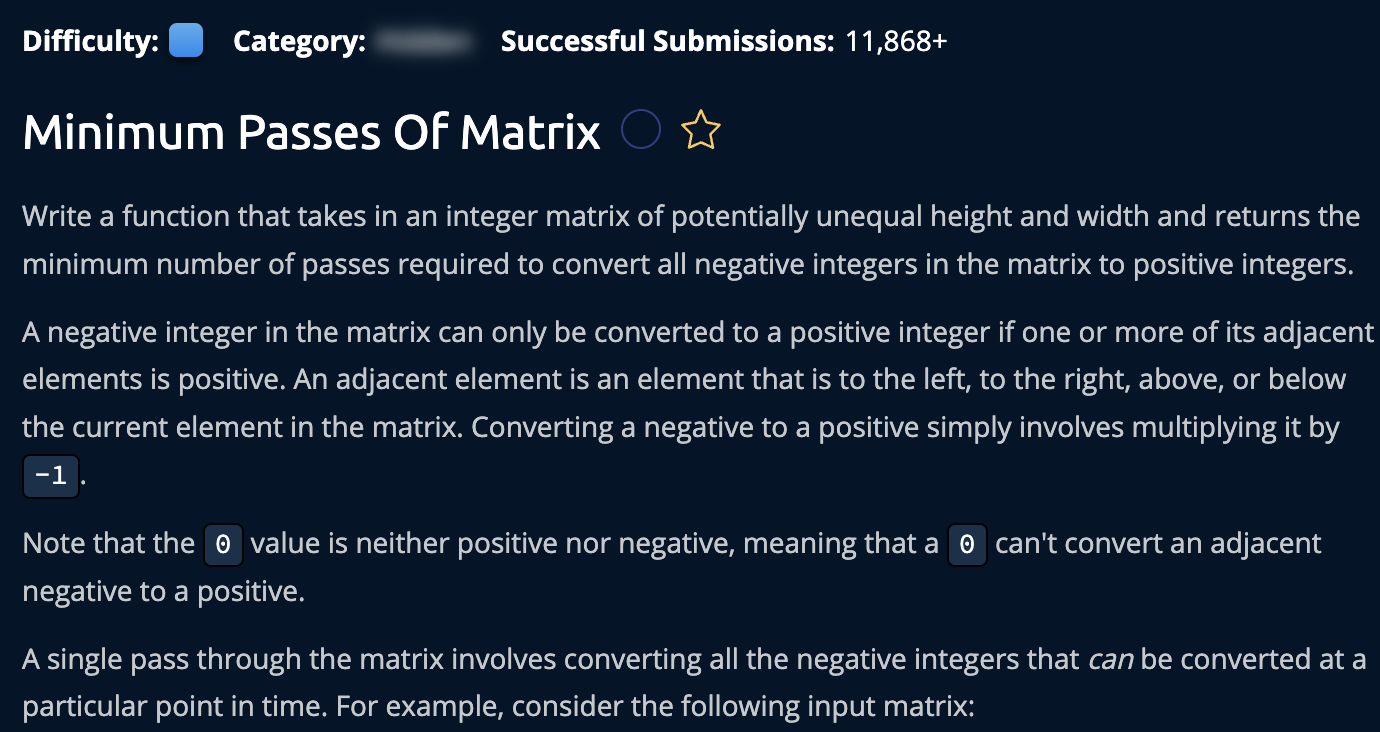 Difficulty: Category: Successful Submissions: 11,868+
Minimum Passes Of Matrix
Write a function that takes in an integer matrix of potentially unequal height and width and returns the
minimum number of passes required to convert all negative integers in the matrix to positive integers.
A negative integer in the matrix can only be converted to a positive integer if one or more of its adjacent
elements is positive. An adjacent element is an element that is to the left, to the right, above, or below
the current element in the matrix. Converting a negative to a positive simply involves multiplying it by
-1 .
Note that the 0 value is neither positive nor negative, meaning that a 0 can't convert an adjacent
negative to a positive.
A single pass through the matrix involves converting all the negative integers that can be converted at a
particular point in time. For example, consider the following input matrix: